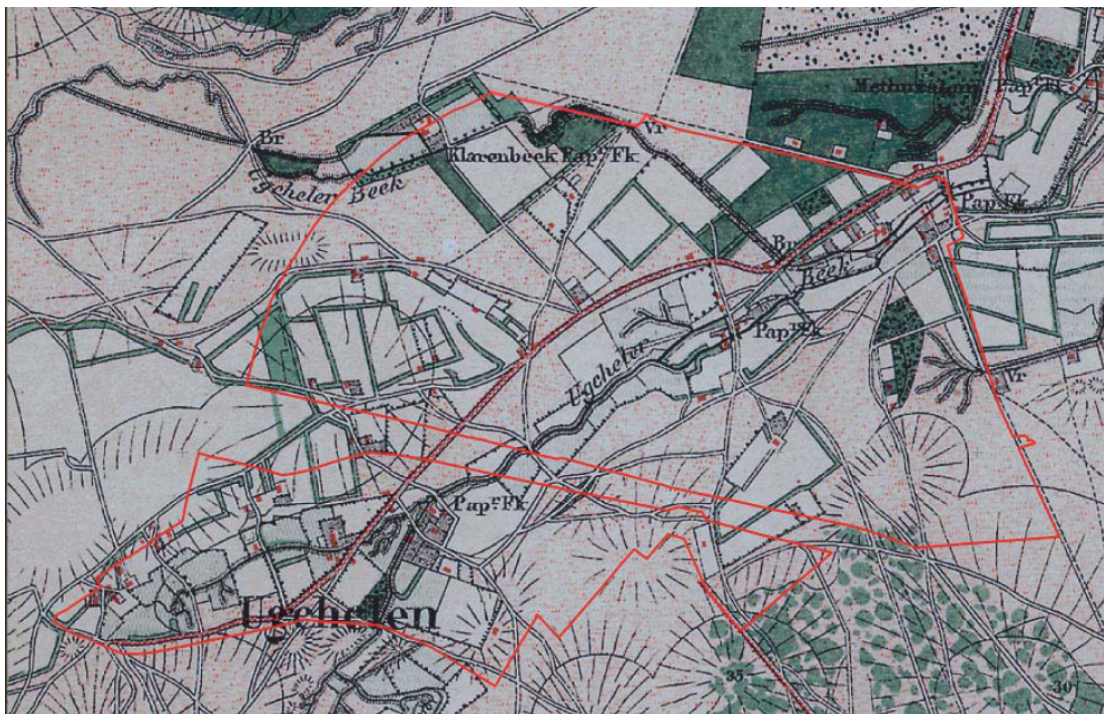 Methusalem Pap.r Fk.
Br
Vr
Klarenbeek Pap.r Fk.
Ugchelen Beek
Pap.r Fk.
Br
Beek
Pap.r Fk.
Vr
Ugcheler
Pap.r Fk.
Ugchelen
35
30